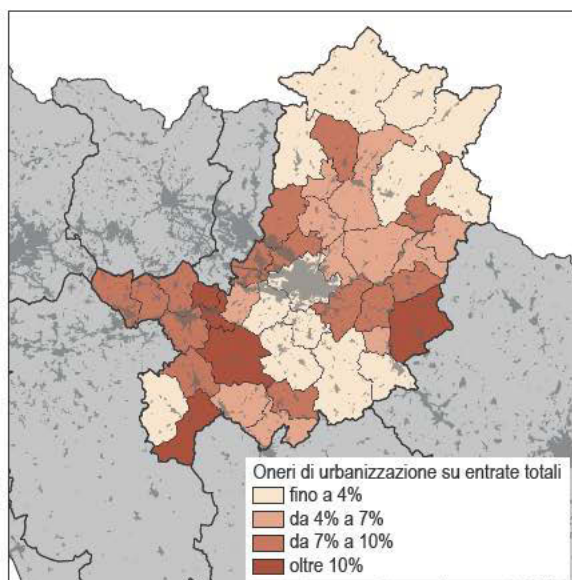 Oneri di urbanizzazione su entrate totali
fino a 4%
da 4% a 7%
da 7% a 10%
oltre 10%